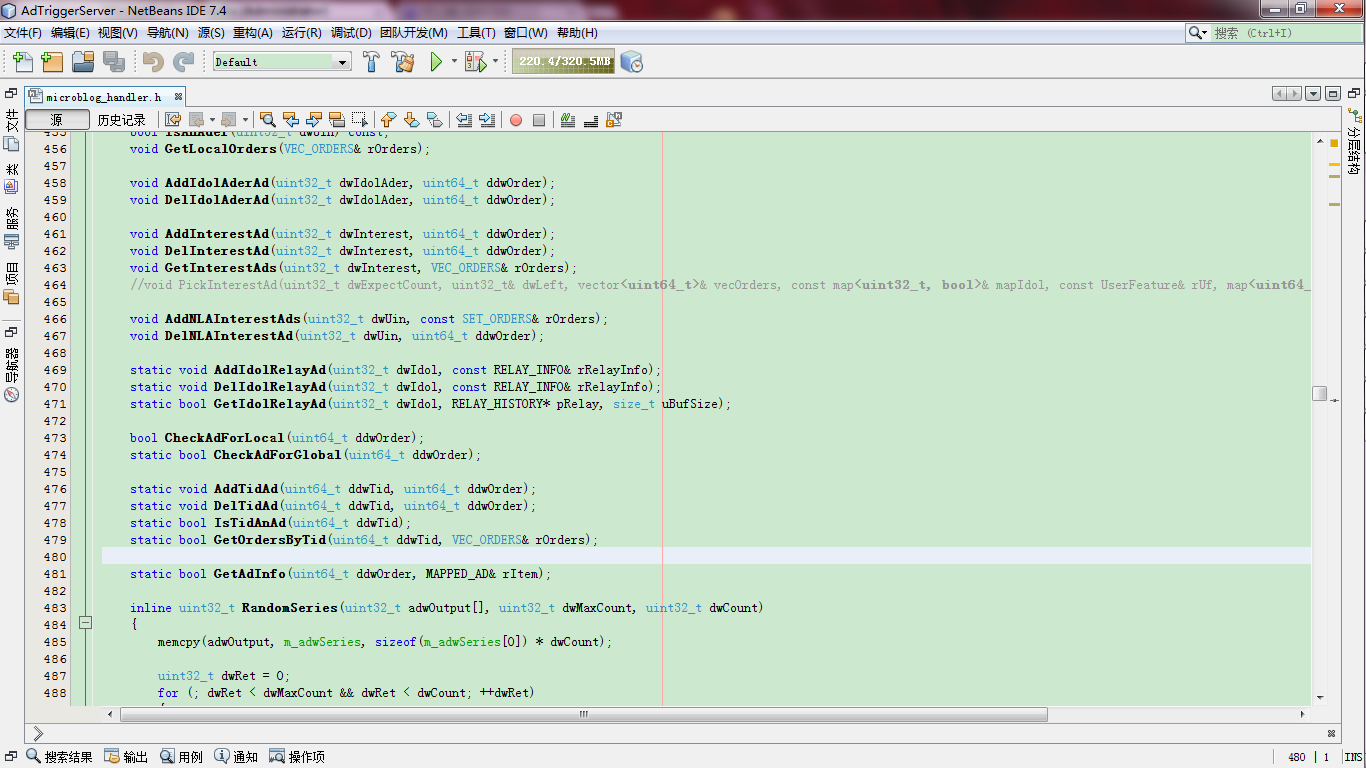 AdTriggerServer - NetBeans IDE 7.4
文件(F) 编辑(E) 视图(V) 导航(N) 源(S) 重构(A) 运行(R) 调试(D) 团队开发(M) 工具(T) 窗口(W) 帮助(H)
搜索 (Ctrl+I)
Default
220.4/320.5MB
microblog_handler.h
源 历史记录
文件
服务
项目
导航器
分层结构
455 bool IsAnAder(uint32_t dwUin) const;
456 void GetLocalOrders(VEC_ORDERS& rOrders);
457
458 void AddIdolAderAd(uint32_t dwIdolAder, uint64_t ddwOrder);
459 void DelIdolAderAd(uint32_t dwIdolAder, uint64_t ddwOrder);
460
461 void AddInterestAd(uint32_t dwInterest, uint64_t ddwOrder);
462 void DelInterestAd(uint32_t dwInterest, uint64_t ddwOrder);
463 void GetInterestAds(uint32_t dwInterest, VEC_ORDERS& rOrders);
464 //void PickInterestAd(uint32_t dwExpectCount, uint32_t& dwLeft, vector<uint64_t>& vecOrders, const map<uint32_t, bool>& mapIdol, const UserFeature& rUf, map<uint64_
465
466 void AddNLAInterestAds(uint32_t dwUin, const SET_ORDERS& rOrders);
467 void DelNLAInterestAd(uint32_t dwUin, uint64_t ddwOrder);
468
469 static void AddIdolRelayAd(uint32_t dwIdol, const RELAY_INFO& rRelayInfo);
470 static void DelIdolRelayAd(uint32_t dwIdol, const RELAY_INFO& rRelayInfo);
471 static bool GetIdolRelayAd(uint32_t dwIdol, RELAY_HISTORY* pRelay, size_t uBufSize);
472
473 bool CheckAdForLocal(uint64_t ddwOrder);
474 static bool CheckAdForGlobal(uint64_t ddwOrder);
475
476 static void AddTidAd(uint64_t ddwTid, uint64_t ddwOrder);
477 static void DelTidAd(uint64_t ddwTid, uint64_t ddwOrder);
478 static bool IsTidAnAd(uint64_t ddwTid);
479 static bool GetOrdersByTid(uint64_t ddwTid, VEC_ORDERS& rOrders);
480
481 static bool GetAdInfo(uint64_t ddwOrder, MAPPED_AD& rItem);
482
483 inline uint32_t RandomSeries(uint32_t adwOutput[], uint32_t dwMaxCount, uint32_t dwCount)
484 {
485 memcpy(adwOutput, m_adwSeries, sizeof(m_adwSeries[0]) * dwCount);
486
487 uint32_t dwRet = 0;
488 for (; dwRet < dwMaxCount && dwRet < dwCount; ++dwRet)
搜索结果 输出 用例 通知 操作项
480 1 INS